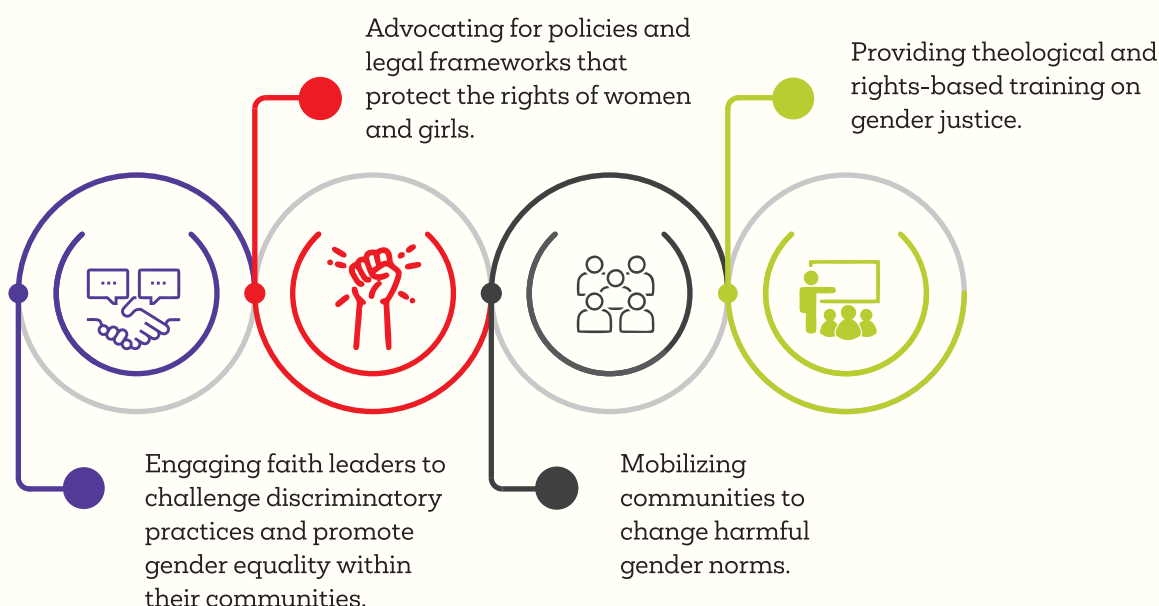 Advocating for policies and
legal frameworks that
protect the rights of women
and girls.
Providing theological and
rights-based training on
gender justice.
Engaging faith leaders to
challenge discriminatory
practices and promote
gender equality within
their communities.
Mobilizing
communities to
change harmful
gender norms.